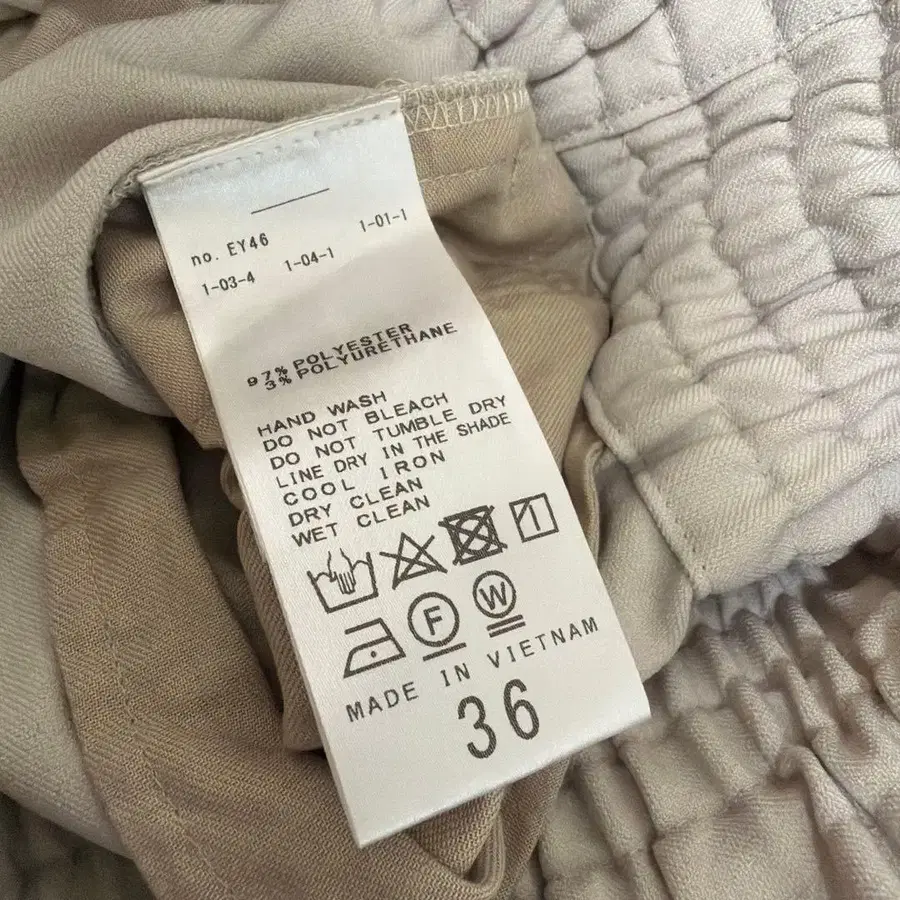 no. EY46
1-03-4 1-04-1 1-01-1
97% POLYESTER
3% POLYURETHANE
HAND WASH
DO NOT BLEACH
DO NOT TUMBLE DRY
LINE DRY IN THE SHADE
COOL IRON
DRY CLEAN
WET CLEAN
F W
MADE IN VIETNAM
36